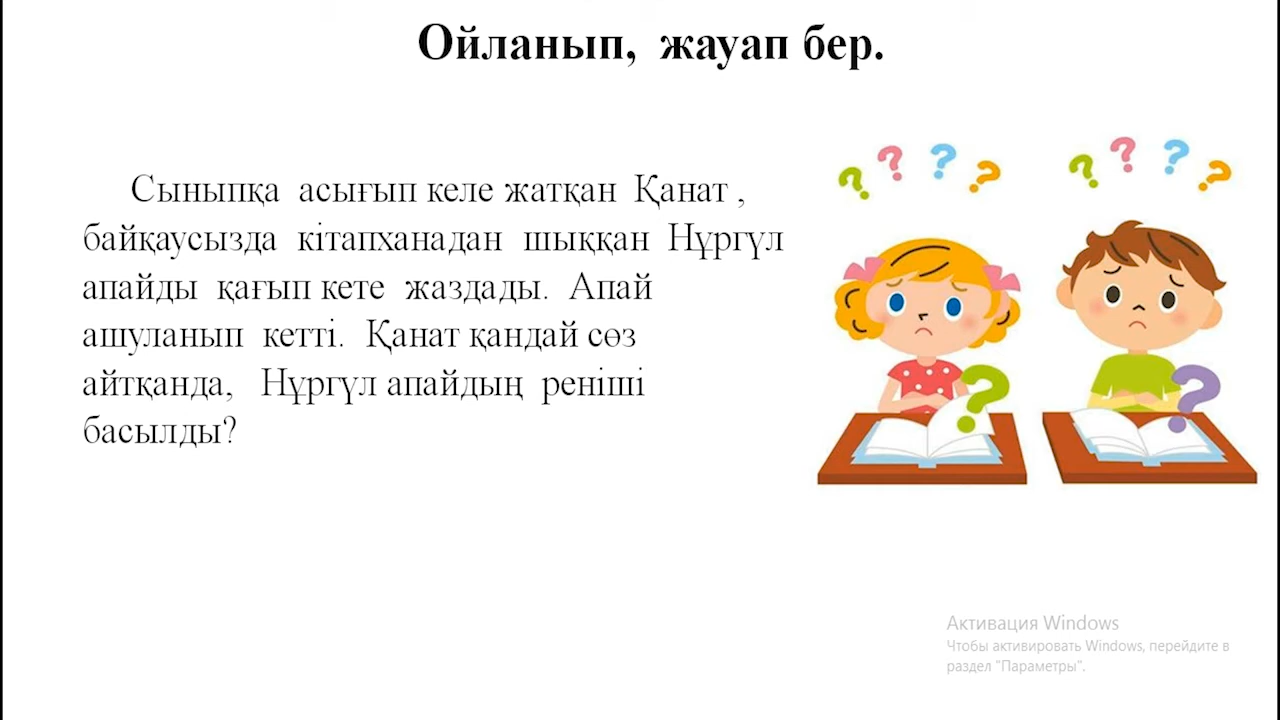 Ойланып, жауап бер.
Сыныпқа асығып келе жатқан Қанат ,
байқаусызда кітапханадан шыққан Нұргүл
апайды қағып кете жаздады. Апай
ашуланып кетті. Қанат қандай сөз
айтқанда, Нұргүл апайдың реніші
басылды?
? ? ? ? ? ? ? ?
? ?
Активация Windows
Чтобы активировать Windows, перейдите в
раздел "Параметры".